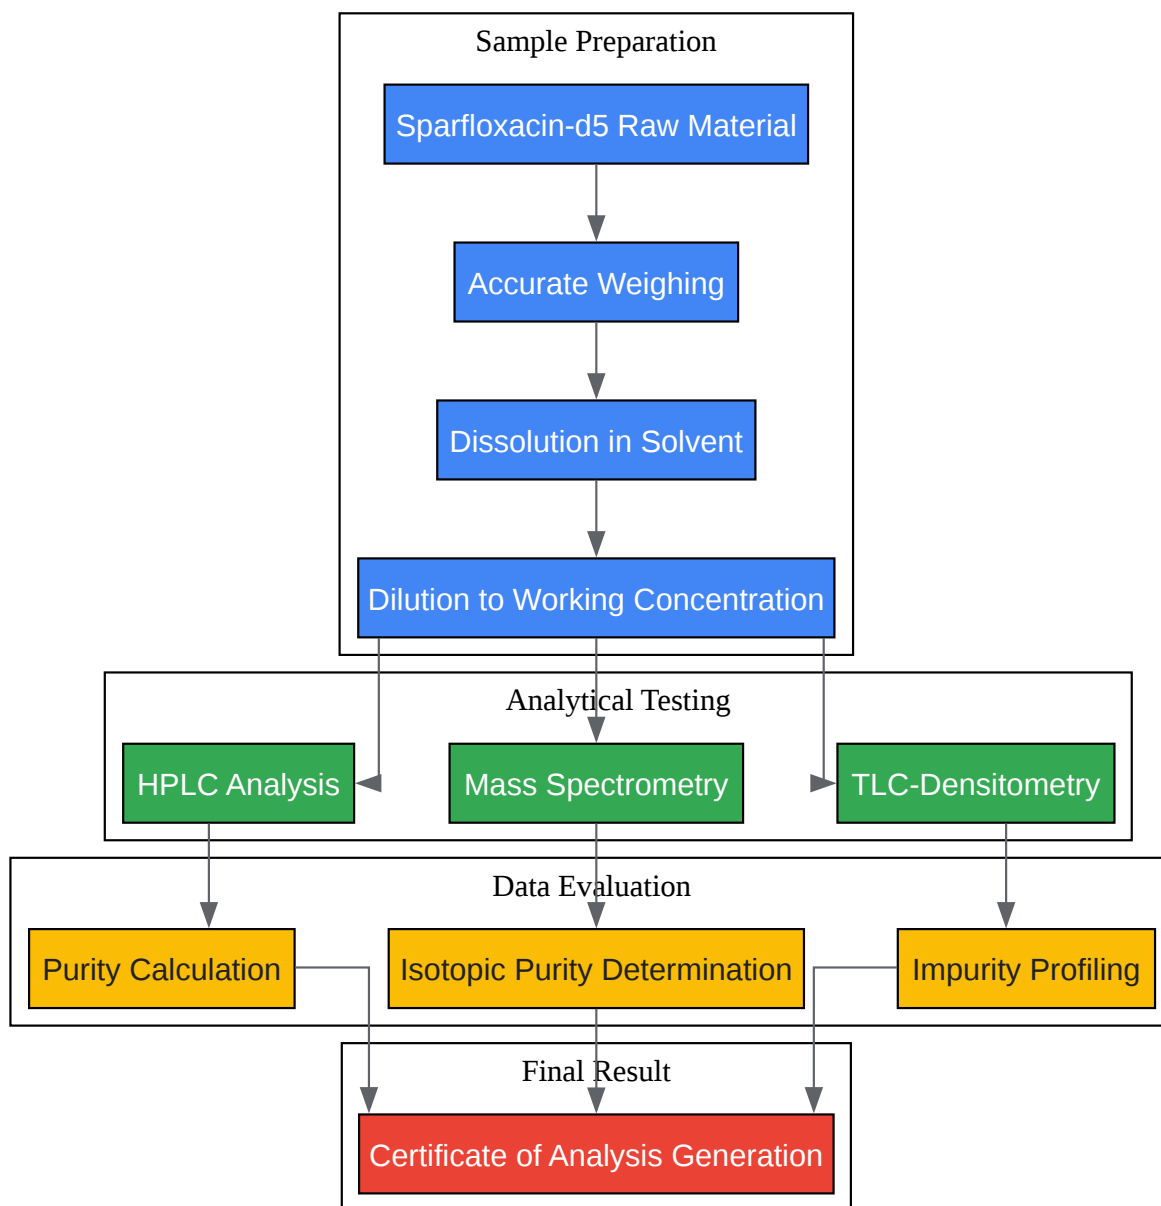 Sample Preparation
Sparfloxacin-d5 Raw Material
Accurate Weighing
Dissolution in Solvent
Dilution to Working Concentration
Analytical Testing
HPLC Analysis
Mass Spectrometry
TLC-Densitometry
Data Evaluation
Purity Calculation
Isotopic Purity Determination
Impurity Profiling
Final Result
Certificate of Analysis Generation